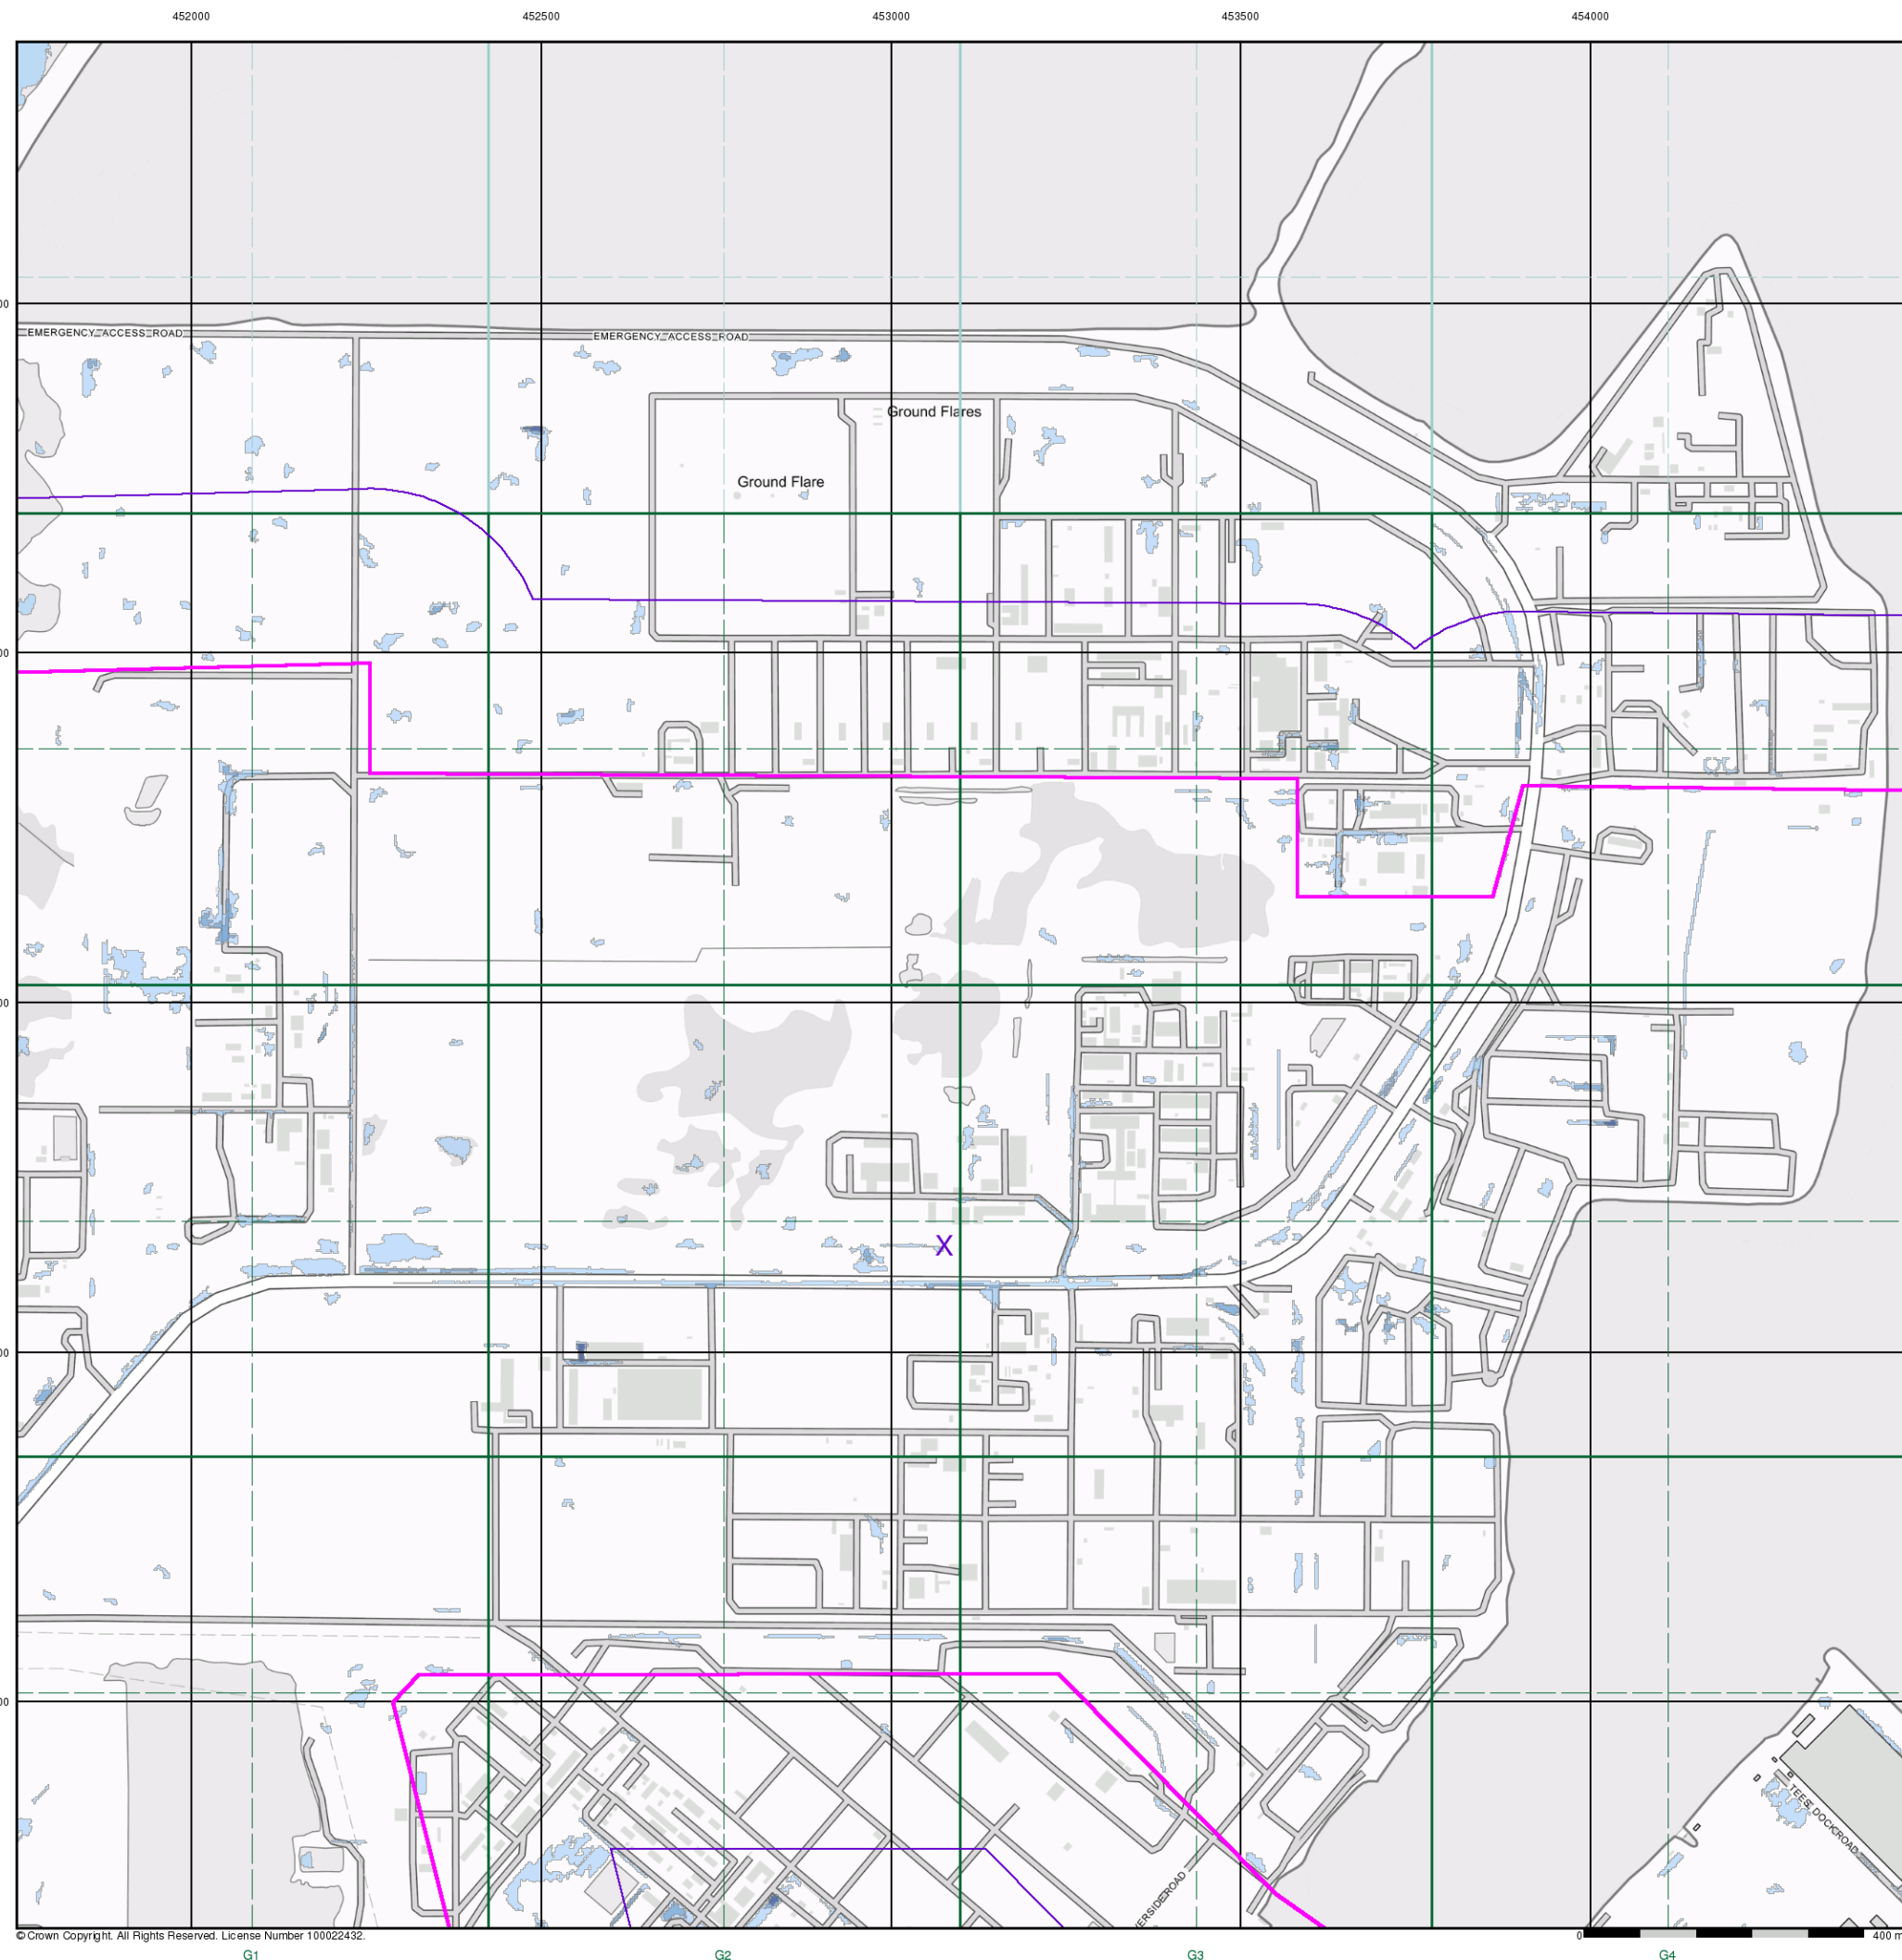 452000 452500 453000 453500 454000
EMERGENCY ACCESS ROAD
EMERGENCY ACCESS ROAD
Ground Flares
Ground Flare
X
TEES DOCK ROAD
© Crown Copyright. All Rights Reserved. License Number 100022432.
0 400
G1 G2 G3 G4